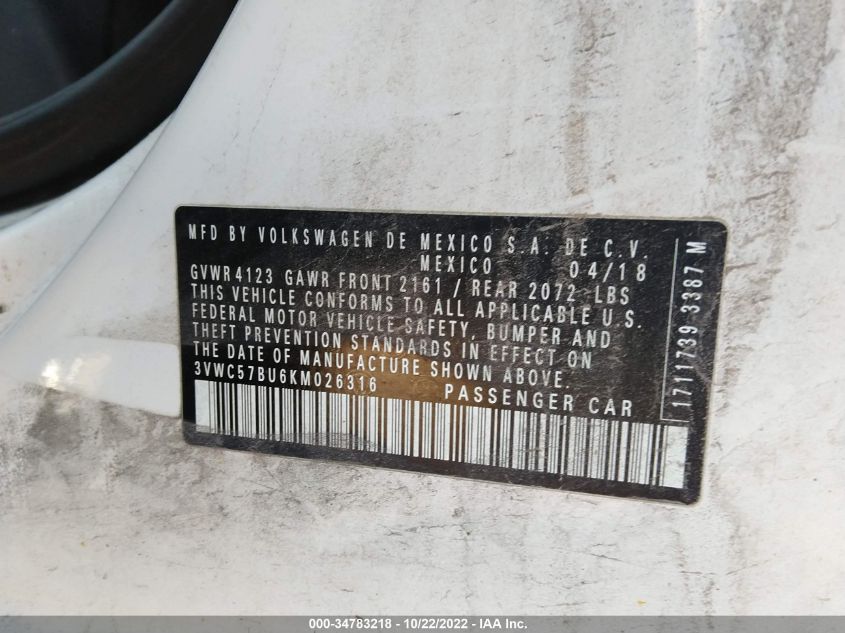 MFD BY VOLKSWAGEN DE MEXICO S.A. DE C.V.
MEXICO 04/18
GVWR 4123 GAWR FRONT 2161 / REAR 2072 LBS
THIS VEHICLE CONFORMS TO ALL APPLICABLE U.S.
FEDERAL MOTOR VEHICLE SAFETY, BUMPER AND
THEFT PREVENTION STANDARDS IN EFFECT ON
THE DATE OF MANUFACTURE SHOWN ABOVE.
3VWC57BU6KM026316 PASSENGER CAR
1711739 3387 M
000-34783218 - 10/22/2022 - IAA Inc.